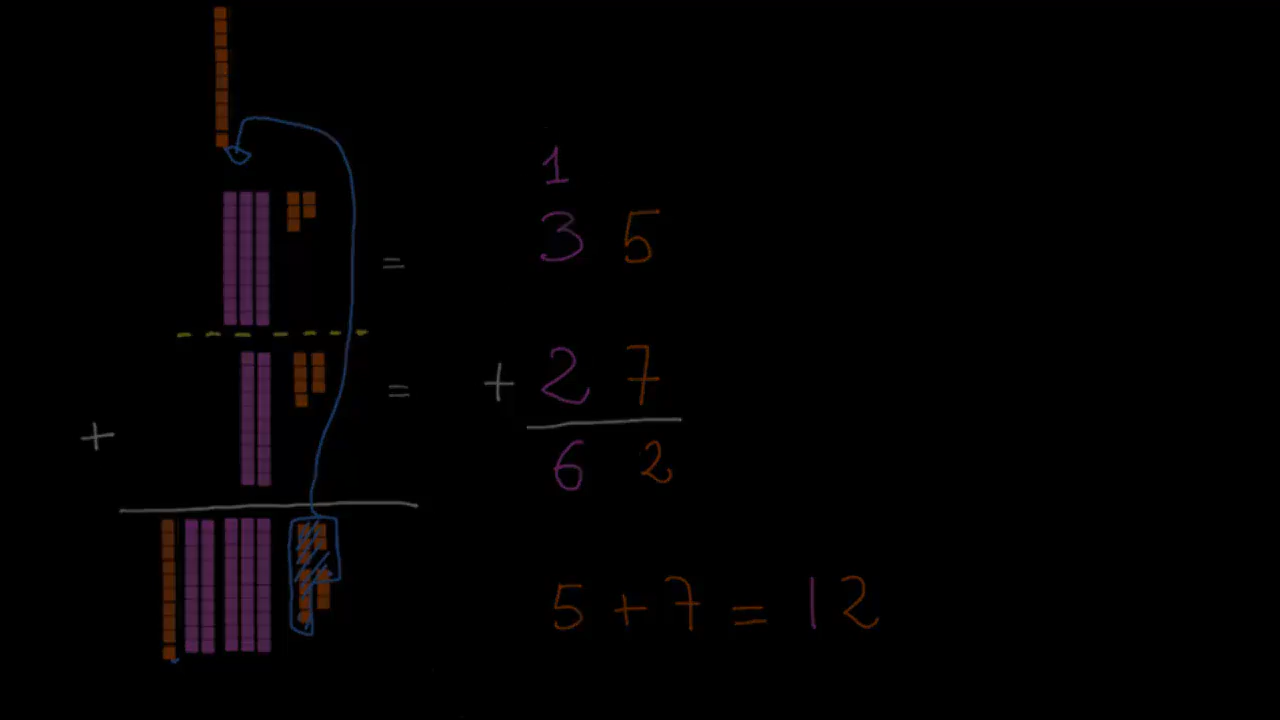 1
= 3 5
= + 2 7
+
6 2
5 + 7 = 12